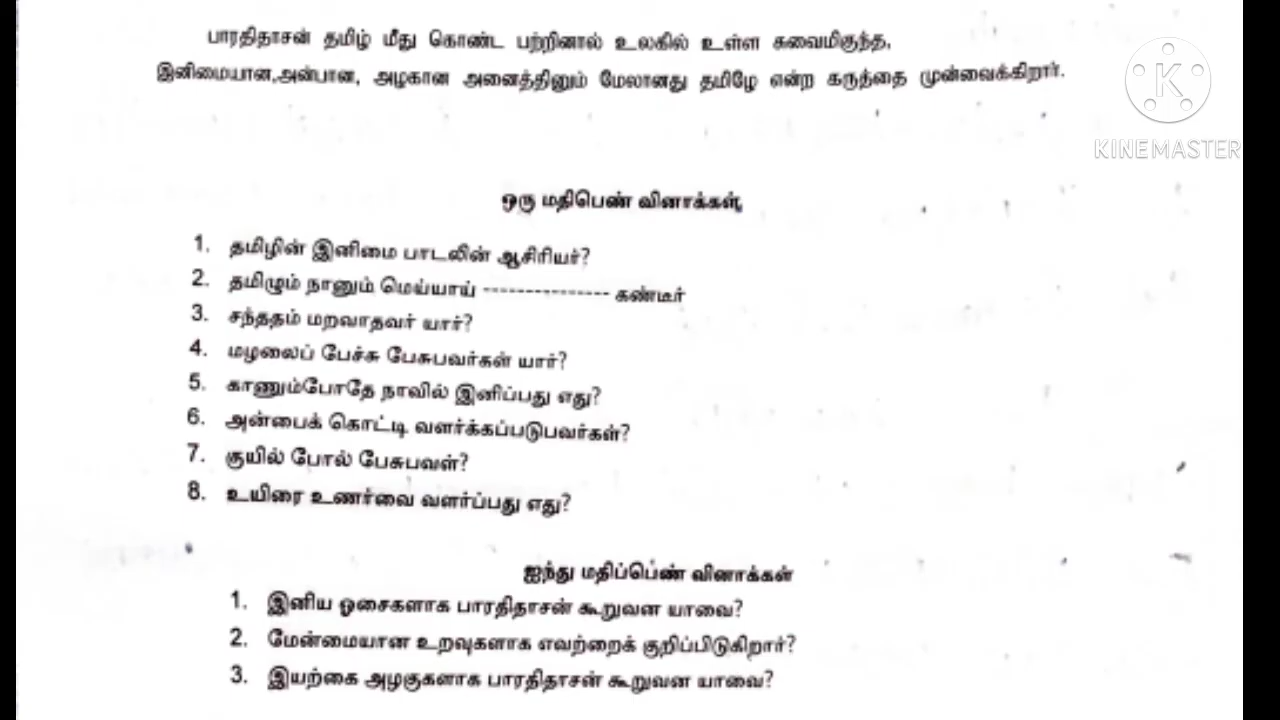 பாரதிதாசன் தமிழ் மீது கொண்ட பற்றினால் உலகில் உள்ள சுவைமிகுந்த,
இனிமையான,அன்பான, அழகான அனைத்தினும் மேலானது தமிழே என்ற கருத்தை முன்வைக்கிறார்.
K
KINEMASTER
ஒரு மதிபெண் வினாக்கள்
1. தமிழின் இனிமை பாடலின் ஆசிரியர்?
2. தமிழும் நானும் மெய்யாய் --------------- கண்டீர்
3. சந்ததம் மறவாதவர் யார்?
4. மழலைப் பேச்சு பேசுபவர்கள் யார்?
5. காணும்போதே நாவில் இனிப்பது எது?
6. அன்பைக் கொட்டி வளர்க்கப்படுபவர்கள்?
7. குயில் போல் பேசுபவள்?
8. உயிரை உணர்வை வளர்ப்பது எது?
ஐந்து மதிப்பெண் வினாக்கள்
1. இனிய ஓசைகளாக பாரதிதாசன் கூறுவன யாவை?
2. மேன்மையான உறவுகளாக எவற்றைக் குறிப்பிடுகிறார்?
3. இயற்கை அழகுகளாக பாரதிதாசன் கூறுவன யாவை?